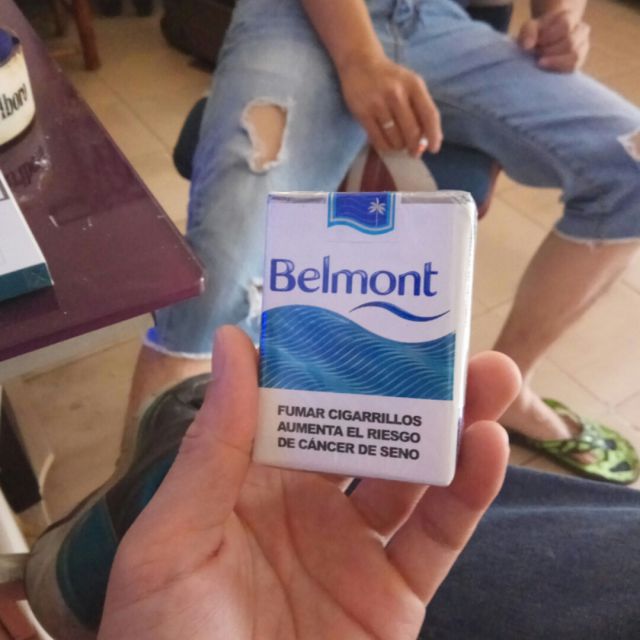 Belmont
FUMAR CIGARRILLOS
AUMENTA EL RIESGO
DE CÁNCER DE SENO